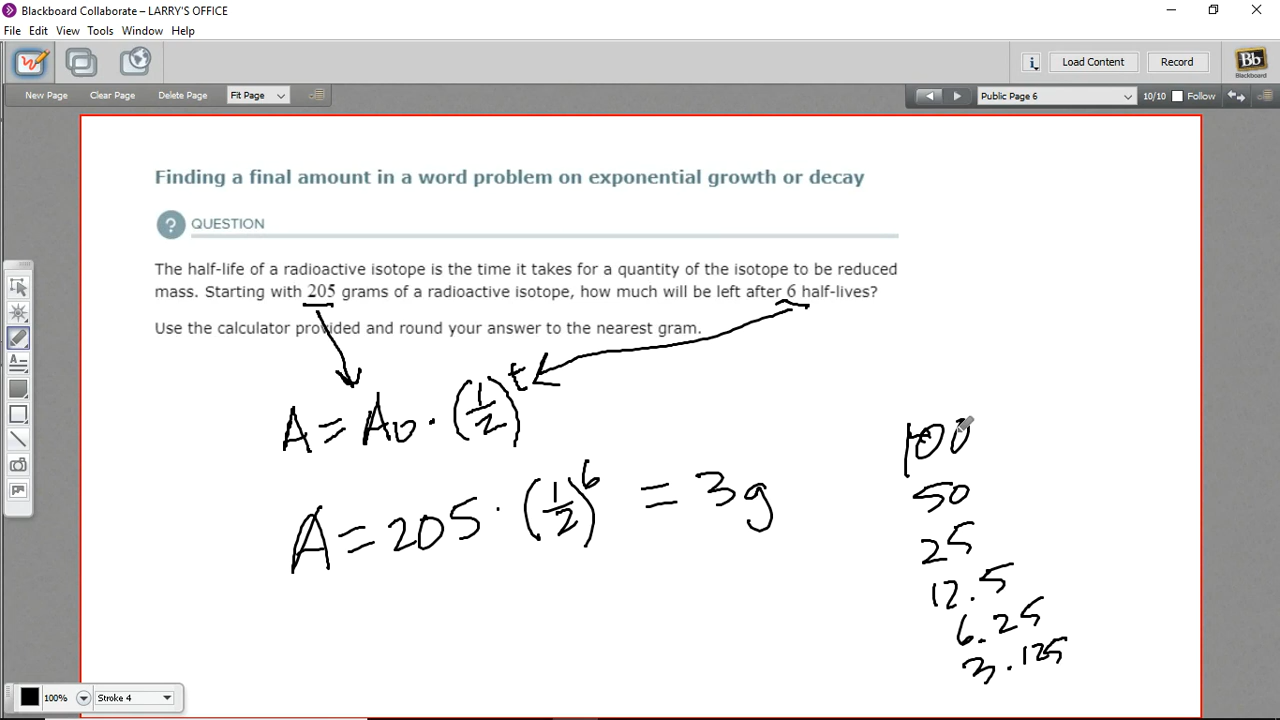 Blackboard Collaborate – LARRY'S OFFICE
File Edit View Tools Window Help
Load Content Record Bb Blackboard
New Page Clear Page Delete Page Fit Page Public Page 6 10/10 Follow
Finding a final amount in a word problem on exponential growth or decay
? QUESTION
The half-life of a radioactive isotope is the time it takes for a quantity of the isotope to be reduced
mass. Starting with 205 grams of a radioactive isotope, how much will be left after 6 half-lives?
Use the calculator provided and round your answer to the nearest gram.
A = A0 · (1/2)^t
A = 205 · (1/2)^6 = 3g
100
50
25
12.5
6.25
3.125
100% Stroke 4